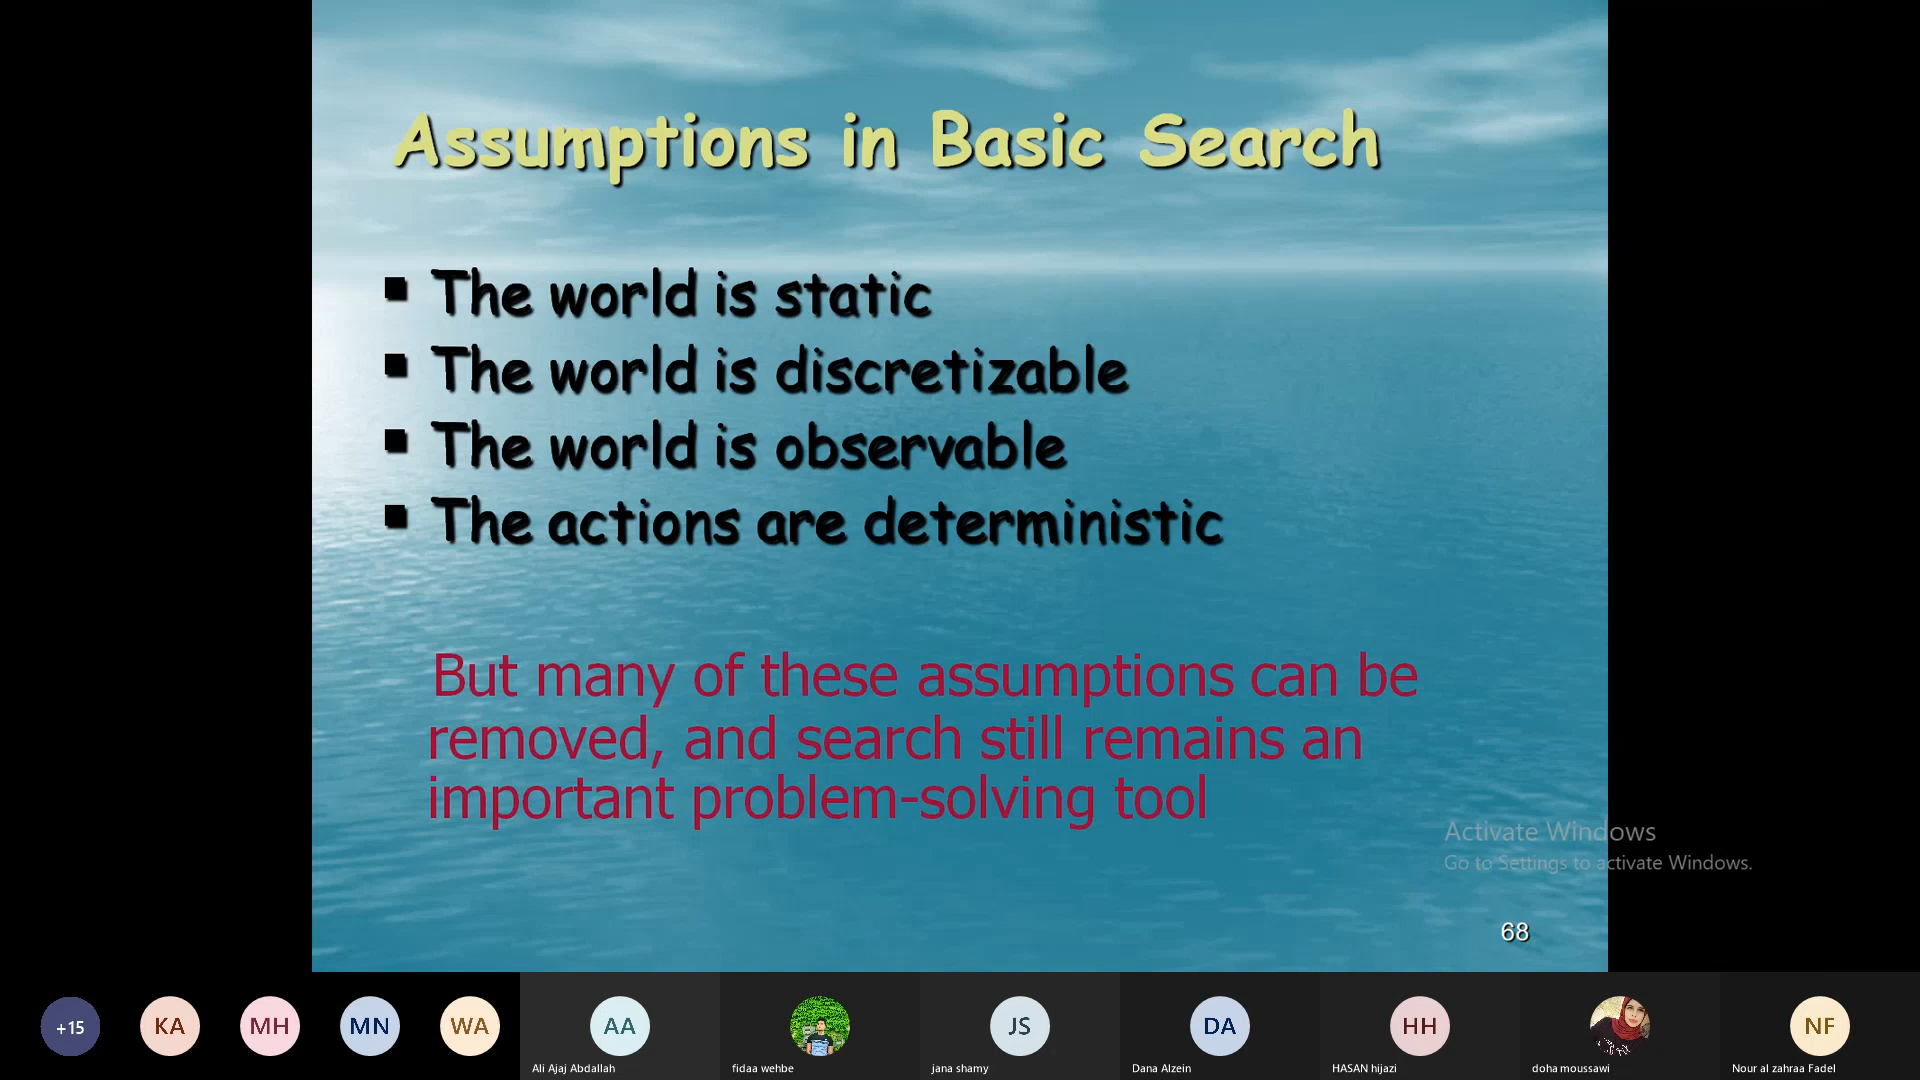 Assumptions in Basic Search
▪ The world is static
▪ The world is discretizable
▪ The world is observable
▪ The actions are deterministic
But many of these assumptions can be
removed, and search still remains an
important problem-solving tool
Activate Windows
Go to Settings to activate Windows.
68
+15
KA
MH
MN
WA
AA
JS
DA
HH
NF
Ali Ajaj Abdallah
fidaa wehbe
jana shamy
Dana Alzein
HASAN hijazi
doha moussawi
Nour al zahraa Fadel